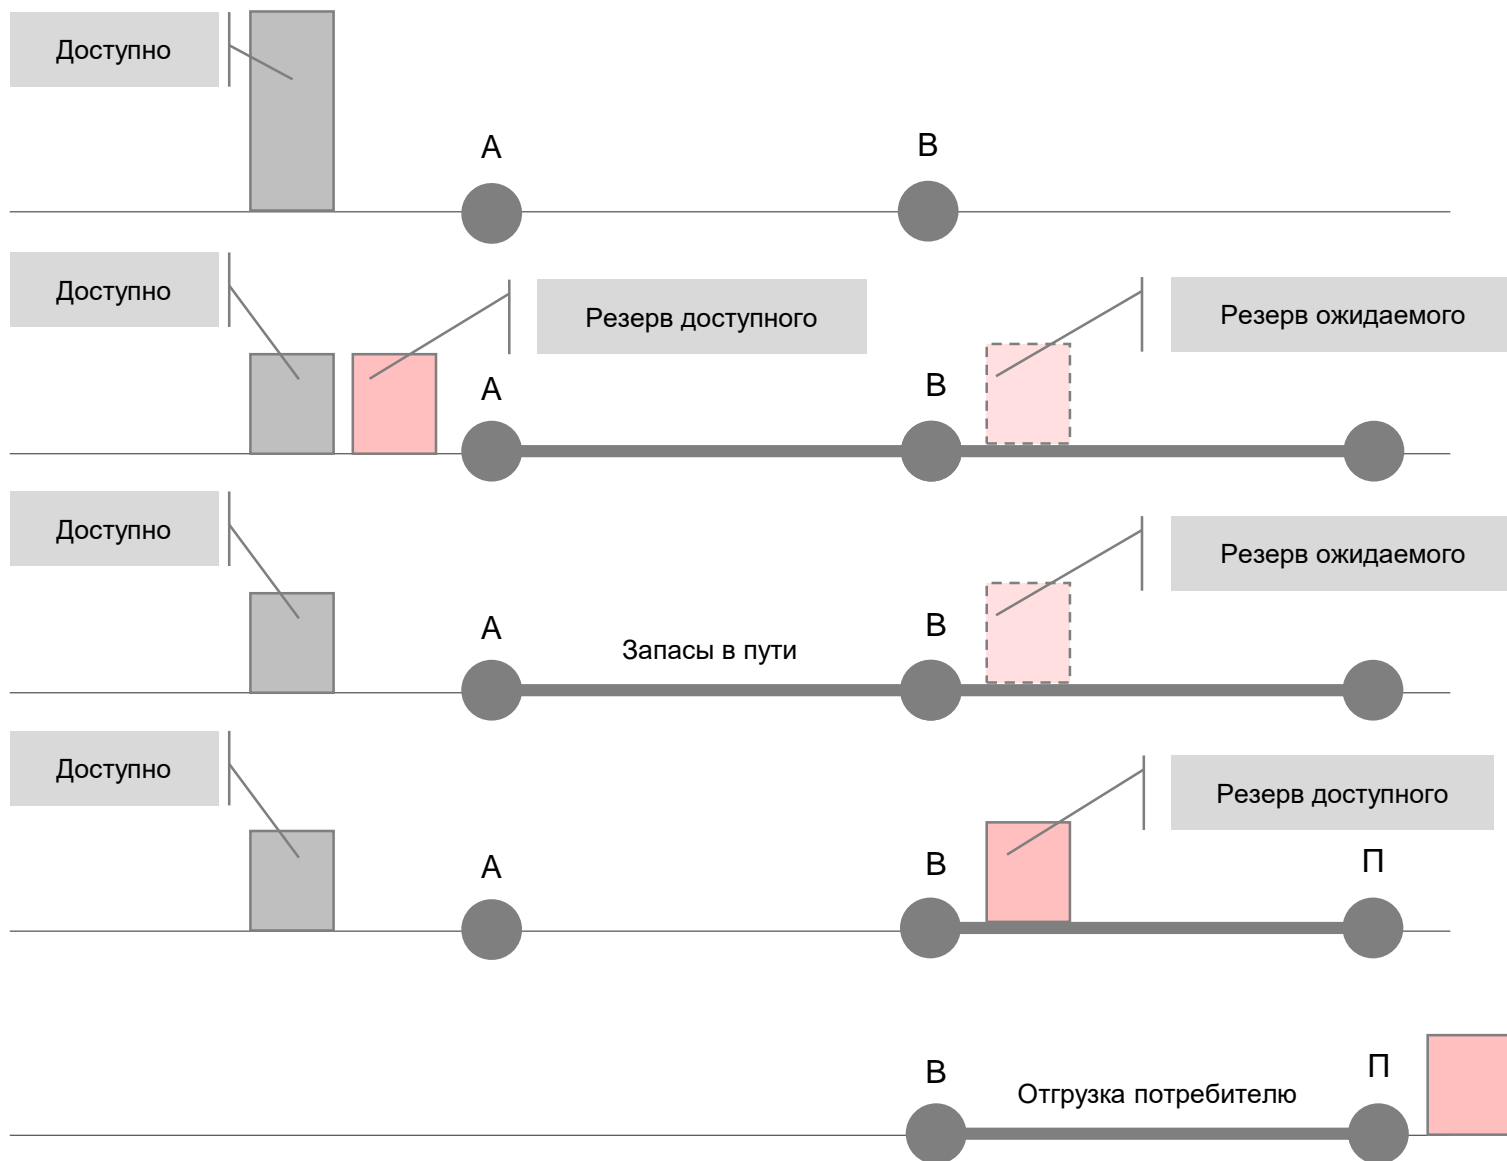 Доступно
А
В
Доступно
Резерв доступного
Резерв ожидаемого
А
В
Доступно
Резерв ожидаемого
А
Запасы в пути
В
Доступно
Резерв доступного
А
В
П
В
Отгрузка потребителю
П